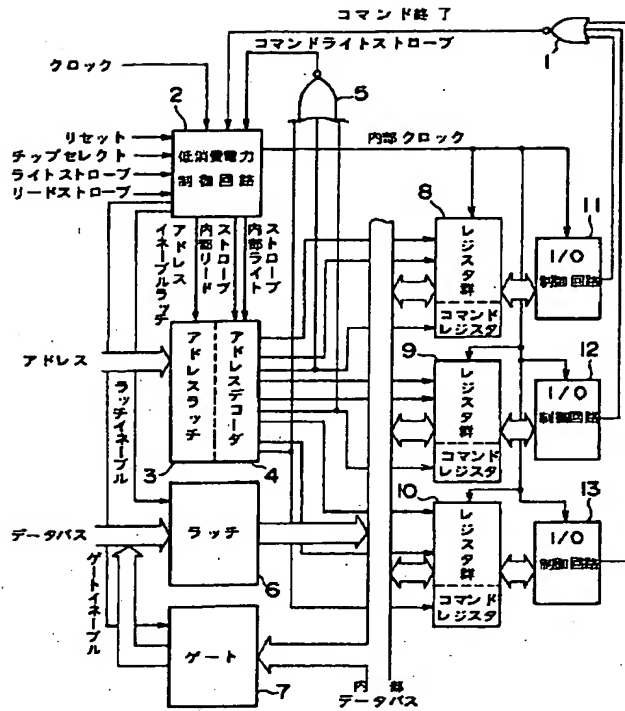 コマンド終了
1
コマンドライトストローブ
クロック
5
2
リセット
チップセレクト
ライトストローブ
リードストローブ
低消費電力
制御回路
内部クロック
アドレス
イネーブルラッチ
内部リード
ストローブ
内部ライト
ストローブ
8
レジスタ群
コマンド
レジスタ
11
I/O
制御回路
アドレス
アドレスラッチ
アドレスデコーダ
3
4
ラッチイネーブル
9
レジスタ群
コマンド
レジスタ
12
I/O
制御回路
データバス
ラッチ
6
10
レジスタ群
コマンド
レジスタ
13
I/O
制御回路
ゲートイネーブル
ゲート
7
内部
データバス